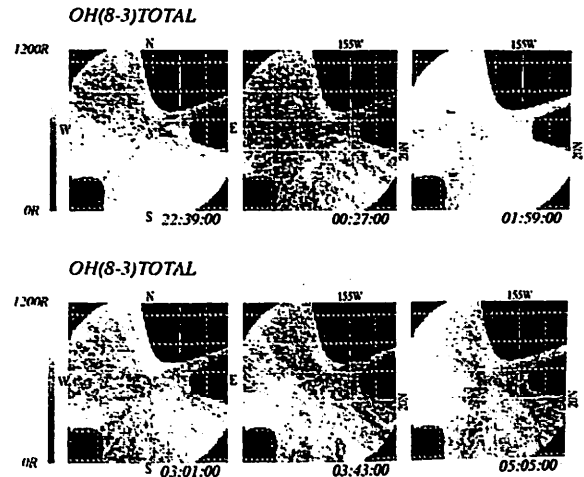 OH(8-3)TOTAL
1200R N 155W 155W
W E 20N 20N
S
0R S 22:39:00 00:27:00 01:59:00
OH(8-3)TOTAL
1200R N 155W 155W
W E 20N 20N
0R S 03:01:00 03:43:00 05:05:00